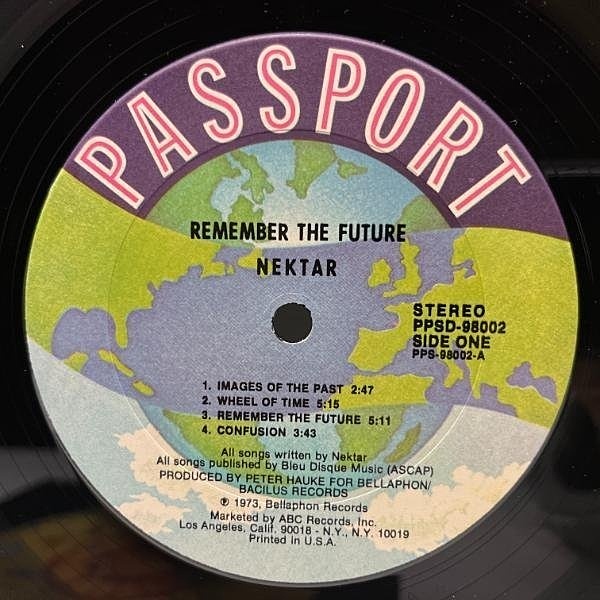 PASSPORT
REMEMBER THE FUTURE
NEKTAR
STEREO
PPSD-98002
SIDE ONE
PPS-98002-A
1. IMAGES OF THE PAST 2:47
2. WHEEL OF TIME 5:15
3. REMEMBER THE FUTURE 5:11
4. CONFUSION 3:43
All songs written by Nektar
All songs published by Bleu Disque Music (ASCAP)
PRODUCED BY PETER HAUKE FOR BELLAPHON/
BACILUS RECORDS
℗ 1973, Bellaphon Records
Marketed by ABC Records, Inc.
Los Angeles, Calif. 90018 - N.Y., N.Y. 10019
Printed in U.S.A.